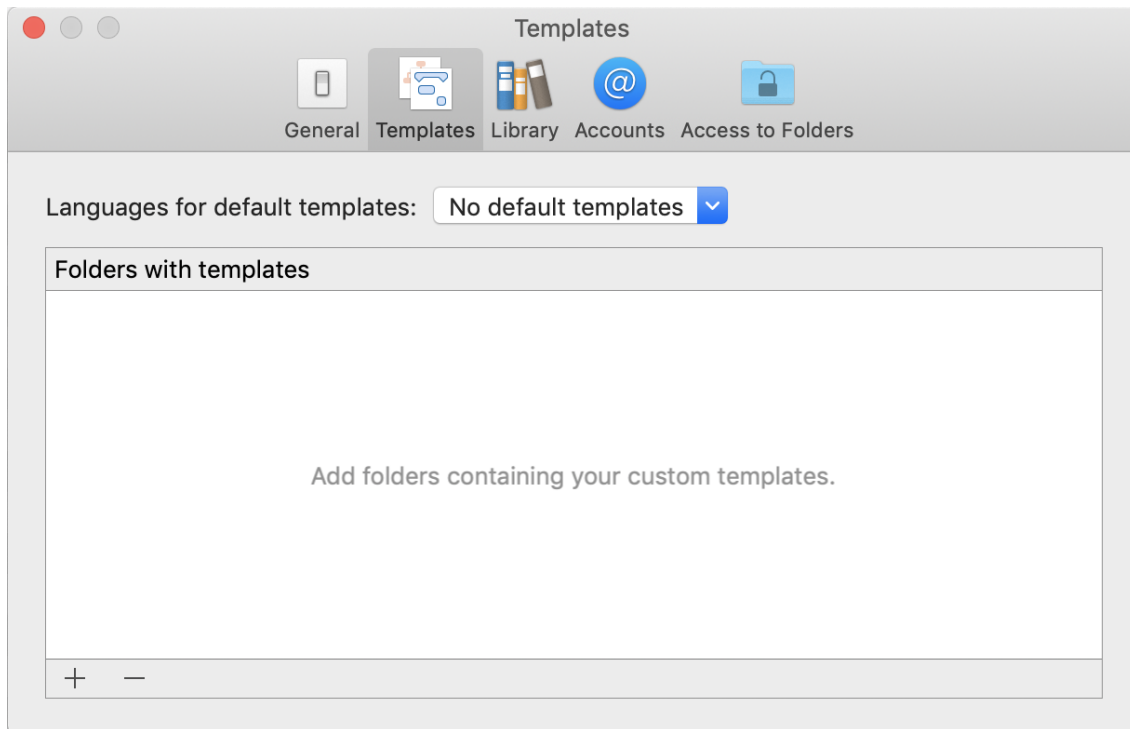 Templates
General Templates Library Accounts Access to Folders
Languages for default templates: No default templates
Folders with templates
Add folders containing your custom templates.